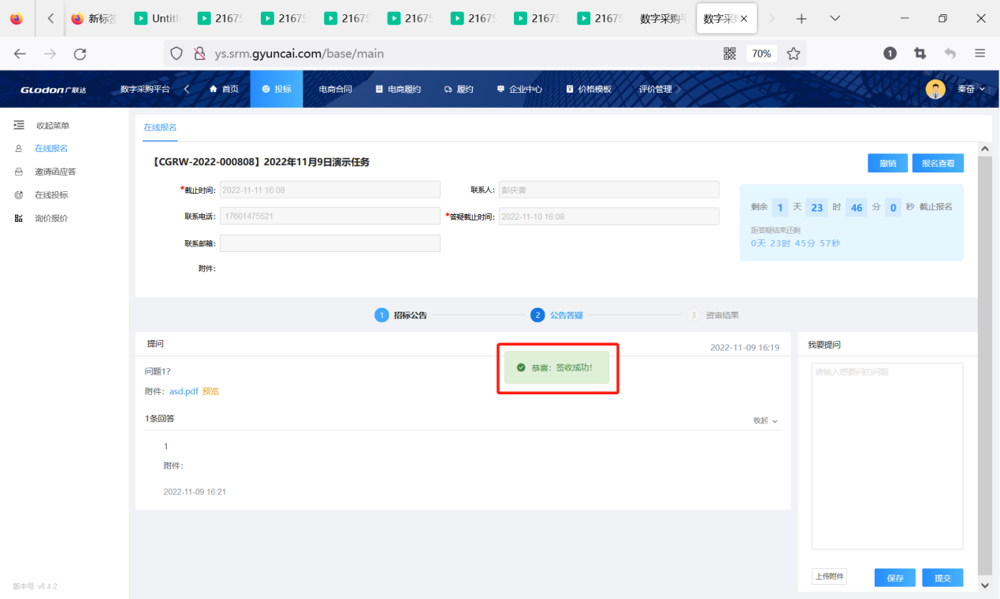 新标签
Untitl
2167
2167
2167
2167
2167
2167
2167
数字采购平
数字采购
ys.srm.gyuncai.com/base/main
70%
1
GLODON广联达
数字采购平台
首页
投标
电商合同
电商履约
履约
企业中心
价格模板
评价管理
秦奋
收起菜单
在线报名
邀请函应答
在线投标
询价报价
版本号: v8.4.2
在线报名
【CGRW-2022-000808】2022年11月9日演示任务
撤销
报名查看
*截止时间: 2022-11-11 16:08
联系人: 彭庆香
联系电话: 17601475521
*答疑截止时间: 2022-11-10 16:08
联系邮箱:
附件:
剩余 1 天 23 时 46 分 0 秒 截止报名
距答疑结束还剩
0天 23时 45分 57秒
1 招标公告
2 公告答疑
3 资审结果
提问
2022-11-09 16:19
恭喜：签收成功！
问题1?
附件: asd.pdf 预览
1条回答
收起
1
附件:
2022-11-09 16:21
我要提问
请输入想要问的问题
上传附件
保存
提交